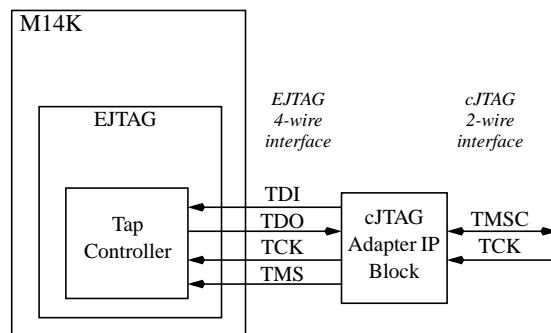 M14K
EJTAG
Tap
Controller
EJTAG
4-wire
interface
cJTAG
2-wire
interface
TDI
TDO
TCK
TMS
cJTAG
Adapter IP
Block
TMSC
TCK